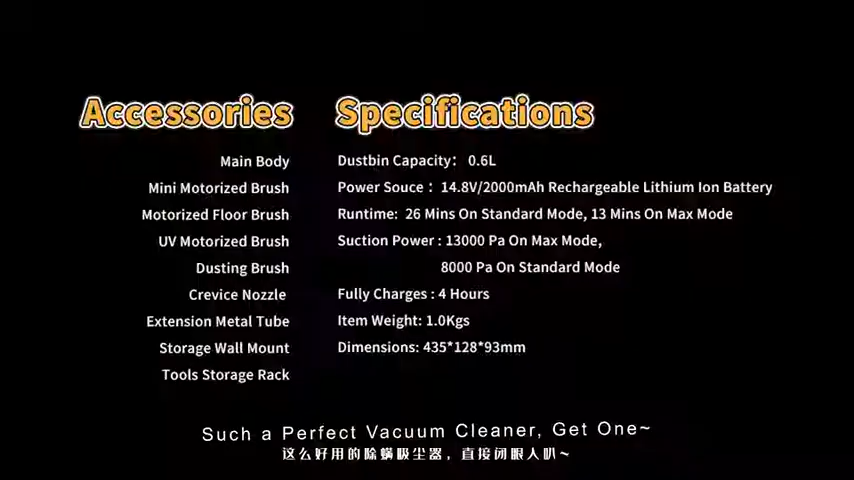 Accessories
Main Body
Mini Motorized Brush
Motorized Floor Brush
UV Motorized Brush
Dusting Brush
Crevice Nozzle
Extension Metal Tube
Storage Wall Mount
Tools Storage Rack
Specifications
Dustbin Capacity： 0.6L
Power Souce： 14.8V/2000mAh Rechargeable Lithium Ion Battery
Runtime: 26 Mins On Standard Mode, 13 Mins On Max Mode
Suction Power : 13000 Pa On Max Mode,
8000 Pa On Standard Mode
Fully Charges : 4 Hours
Item Weight: 1.0Kgs
Dimensions: 435*128*93mm
Such a Perfect Vacuum Cleaner, Get One~
这么好用的除螨吸尘器，直接闭眼入叭~